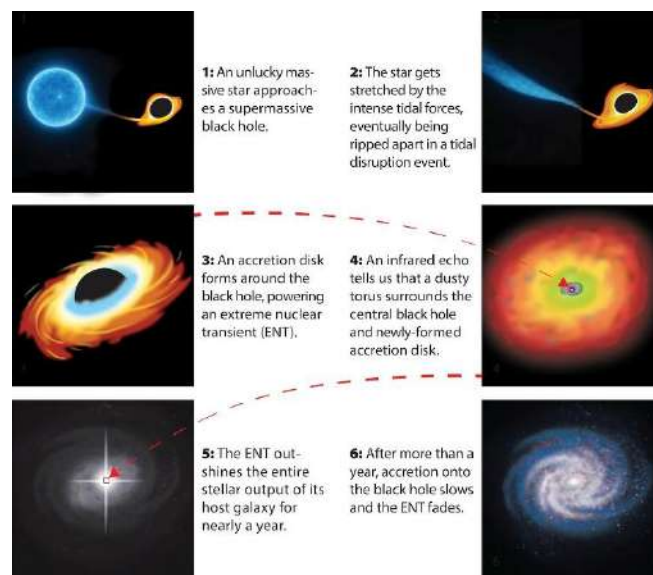 1: An unlucky mas-
sive star approach-
es a supermassive
black hole.
2: The star gets
stretched by the
intense tidal forces,
eventually being
ripped apart in a tidal
disruption event.
3: An accretion disk
forms around the
black hole, powering
an extreme nuclear
transient (ENT).
4: An infrared echo
tells us that a dusty
torus surrounds the
central black hole
and newly-formed
accretion disk.
5: The ENT out-
shines the entire
stellar output of its
host galaxy for
nearly a year.
6: After more than a
year, accretion onto
the black hole slows
and the ENT fades.